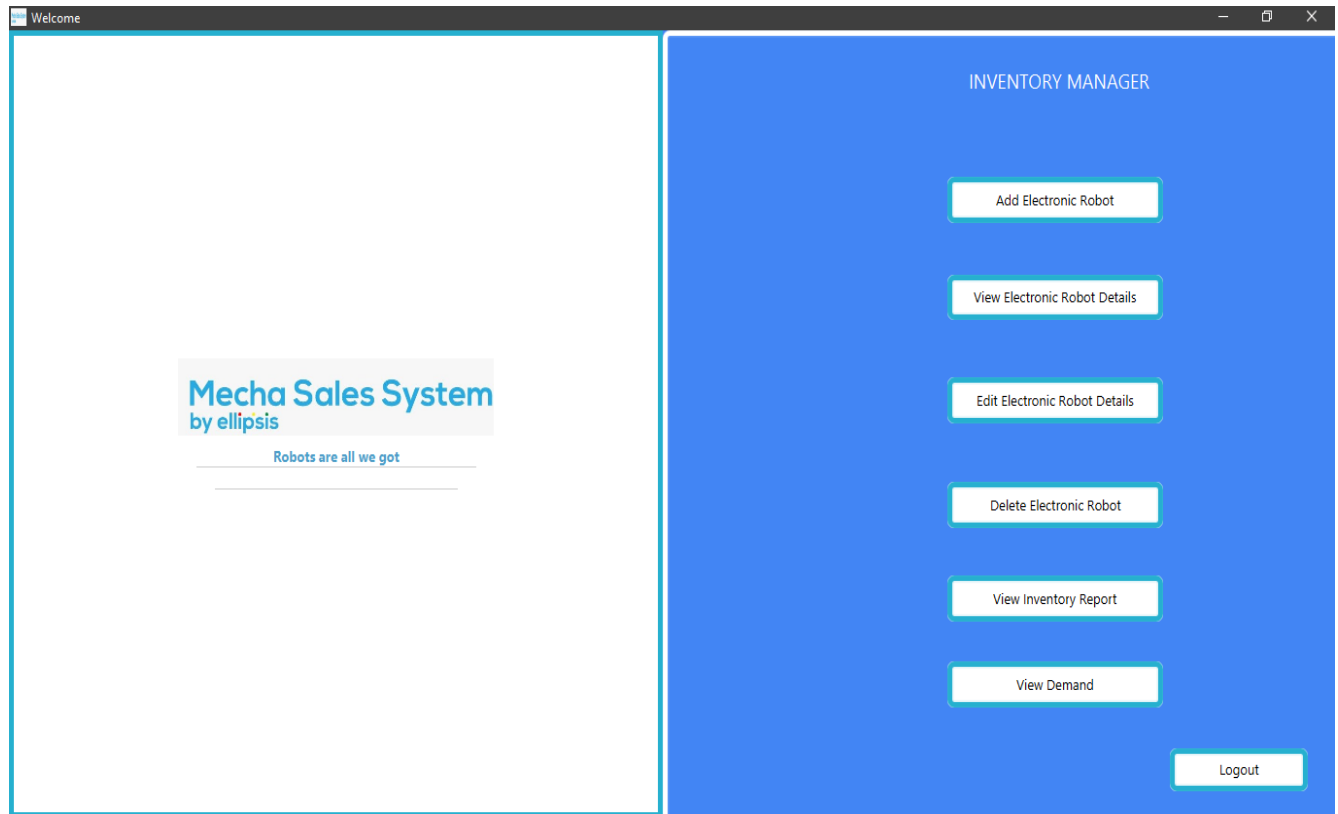 Welcome
Mecha Sales System
by ellipsis
Robots are all we got
INVENTORY MANAGER
Add Electronic Robot
View Electronic Robot Details
Edit Electronic Robot Details
Delete Electronic Robot
View Inventory Report
View Demand
Logout